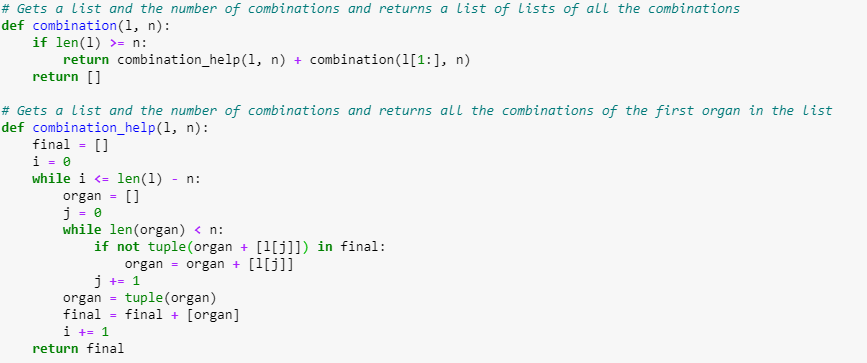 # Gets a list and the number of combinations and returns a list of lists of all the combinations
def combination(l, n):
    if len(l) >= n:
        return combination_help(l, n) + combination(l[1:], n)
    return []

# Gets a list and the number of combinations and returns all the combinations of the first organ in the list
def combination_help(l, n):
    final = []
    i = 0
    while i <= len(l) - n:
        organ = []
        j = 0
        while len(organ) < n:
            if not tuple(organ + [l[j]]) in final:
                organ = organ + [l[j]]
            j += 1
        organ = tuple(organ)
        final = final + [organ]
        i += 1
    return final